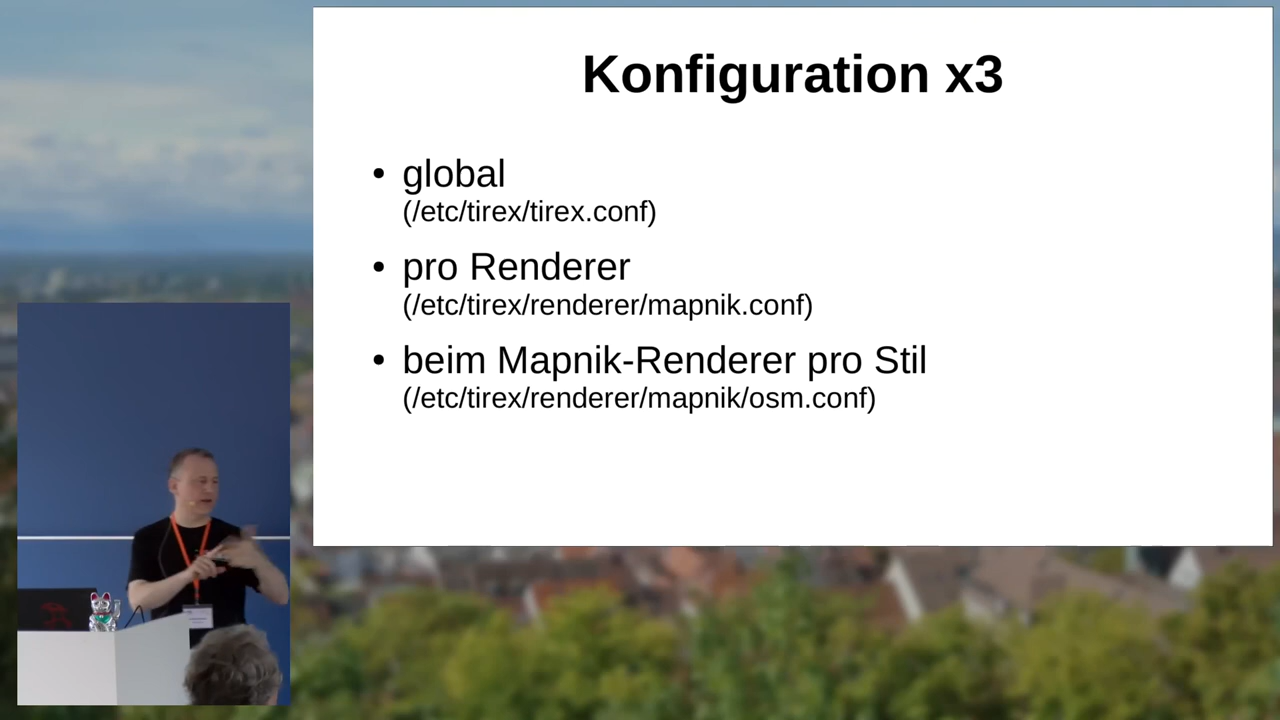 Konfiguration x3
• global
(/etc/tirex/tirex.conf)
• pro Renderer
(/etc/tirex/renderer/mapnik.conf)
• beim Mapnik-Renderer pro Stil
(/etc/tirex/renderer/mapnik/osm.conf)